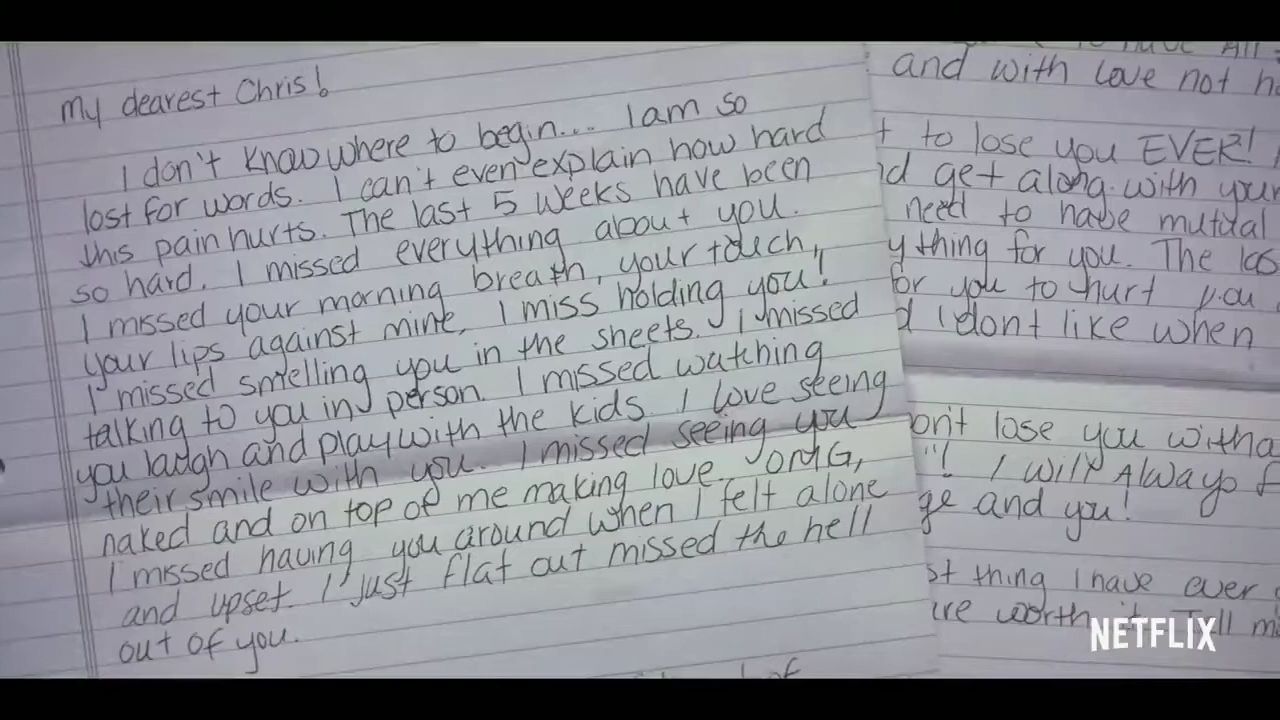 My dearest Chris!
I don't know where to begin... I am so
lost for words. I can't even explain how hard
this pain hurts. The last 5 weeks have been
so hard. I missed everything about you.
I missed your morning breath, your touch,
your lips against mine. I miss holding you!
I missed smelling you in the sheets. I missed
talking to you in person. I missed watching
you laugh and play with the kids. I love seeing
their smile with you. I missed seeing you
naked and on top of me making love. OMG,
I missed having you around when I felt alone
and upset. I just flat out missed the hell
out of you.
of
All
and with love not
to lose you EVER!
get along with your
need to have mutual
thing for you. The
for you to hurt you
I dont like when
lose you
I will Always
and you!
thing I have ever
worth it. Tell
NETFLIX